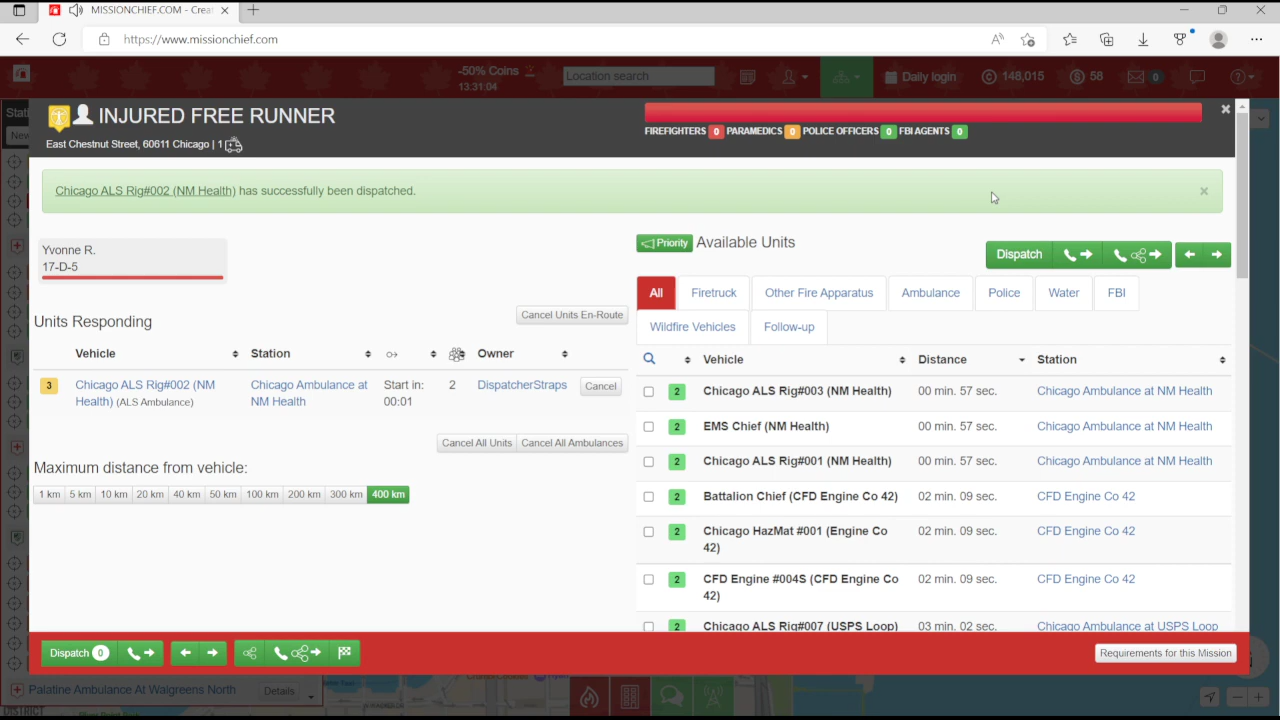 MISSIONCHIEF.COM - Crea
https://www.missionchief.com
-50% Coins
13:31:04
Location search
Daily login
148,015
58
0
INJURED FREE RUNNER
East Chestnut Street, 60611 Chicago | 1
FIREFIGHTERS 0 PARAMEDICS 0 POLICE OFFICERS 0 FBI AGENTS 0
Stati
New
Chicago ALS Rig#002 (NM Health) has successfully been dispatched.
Yvonne R.
17-D-5
Priority Available Units
Dispatch
All Firetruck Other Fire Apparatus Ambulance Police Water FBI
Wildfire Vehicles Follow-up
Units Responding
Cancel Units En-Route
Vehicle Station Owner
3 Chicago ALS Rig#002 (NM Health) (ALS Ambulance) Chicago Ambulance at NM Health Start in: 00:01 2 DispatcherStraps Cancel
Cancel All Units Cancel All Ambulances
Maximum distance from vehicle:
1 km 5 km 10 km 20 km 40 km 50 km 100 km 200 km 300 km 400 km
Vehicle Distance Station
2 Chicago ALS Rig#003 (NM Health) 00 min. 57 sec. Chicago Ambulance at NM Health
2 EMS Chief (NM Health) 00 min. 57 sec. Chicago Ambulance at NM Health
2 Chicago ALS Rig#001 (NM Health) 00 min. 57 sec. Chicago Ambulance at NM Health
2 Battalion Chief (CFD Engine Co 42) 02 min. 09 sec. CFD Engine Co 42
2 Chicago HazMat #001 (Engine Co 42) 02 min. 09 sec. CFD Engine Co 42
2 CFD Engine #004S (CFD Engine Co 42) 02 min. 09 sec. CFD Engine Co 42
2 Chicago ALS Rig#007 (USPS Loop) 03 min. 02 sec. Chicago Ambulance at USPS Loop
Dispatch 0
Requirements for this Mission
Palatine Ambulance At Walgreens North Details
DISTRICT